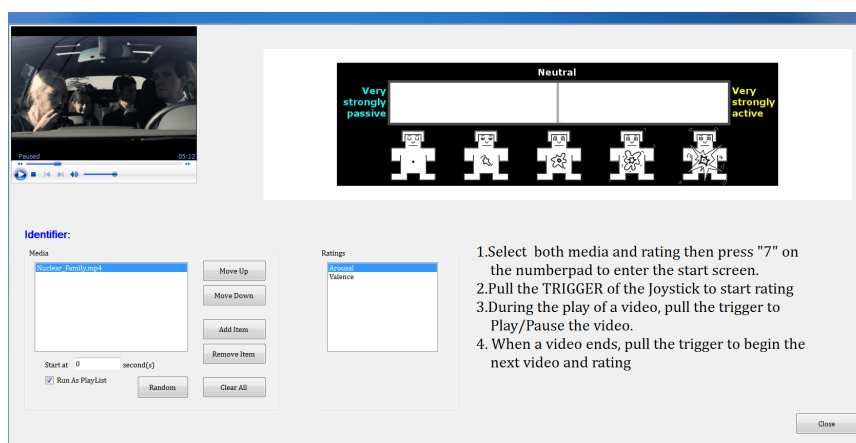 Neutral
Very
strongly
passive
Very
strongly
active
Paused
05:12
Identifier:
Media
Nuclear_Family.mp4
Move Up
Move Down
Add Item
Remove Item
Start at 0 second(s)
Run As PlayList
Random
Clear All
Ratings
Arousal
Valence
1.Select both media and rating then press "7" on
the numberpad to enter the start screen.
2.Pull the TRIGGER of the Joystick to start rating
3.During the play of a video, pull the trigger to
Play/Pause the video.
4. When a video ends, pull the trigger to begin the
next video and rating
Close